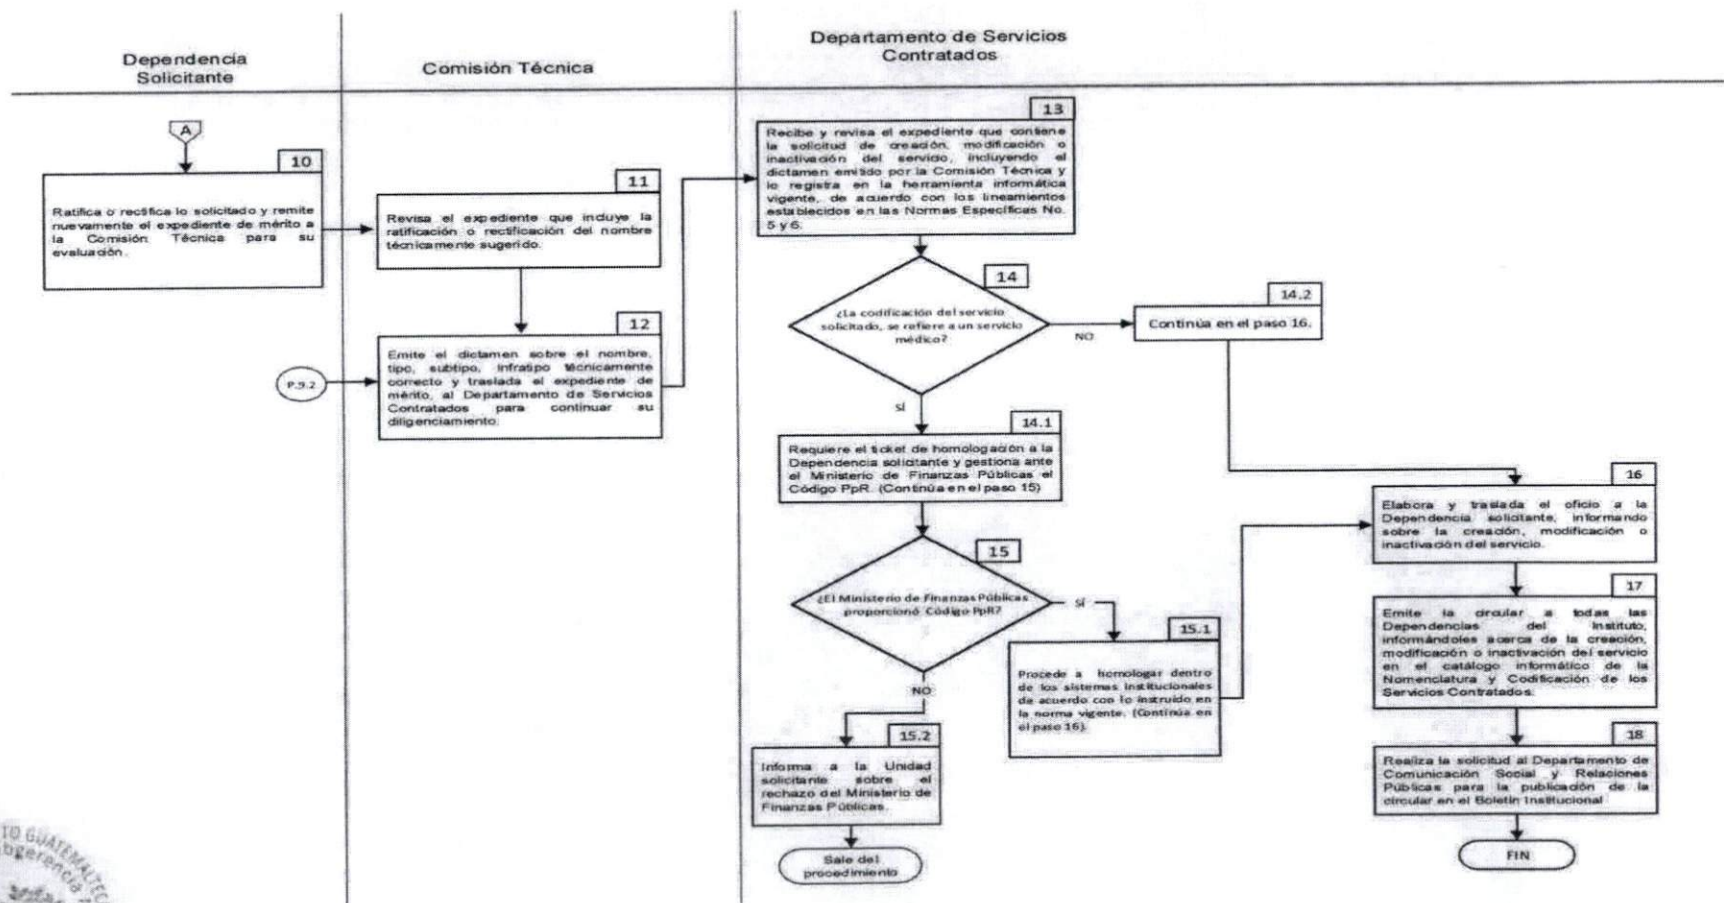 Dependencia
Solicitante
Comisión Técnica
Departamento de Servicios
Contratados
A
10
Ratifica o rectifica lo solicitado y remite
nuevamente el expediente de mérito a
la Comisión Técnica para su
evaluación.
11
Revisa el expediente que incluye la
ratificación o rectificación del nombre
técnicamente sugerido.
12
Emite el dictamen sobre el nombre,
tipo, subtipo, infratipo técnicamente
correcto y traslada el expediente de
mérito, al Departamento de Servicios
Contratados para continuar su
diligenciamiento.
P.9.2
13
Recibe y revisa el expediente que contiene
la solicitud de creación, modificación o
inactivación del servicio, incluyendo el
dictamen emitido por la Comisión Técnica y
lo registra en la herramienta informática
vigente, de acuerdo con los lineamientos
establecidos en las Normas Específicas No.
5 y 6.
14
¿La codificación del servicio
solicitado, se refiere a un servicio
médico?
NO
14.2
Continúa en el paso 16.
SÍ
14.1
Requiere el ticket de homologación a la
Dependencia solicitante y gestiona ante
el Ministerio de Finanzas Públicas el
Código PpR. (Continúa en el paso 15)
15
¿El Ministerio de Finanzas Públicas
proporcionó Código PpR?
SÍ
15.1
Procede a homologar dentro
de los sistemas Institucionales
de acuerdo con lo instruido en
la norma vigente. (Continúa en
el paso 16).
NO
15.2
Informa a la Unidad
solicitante sobre el
rechazo del Ministerio de
Finanzas Públicas.
Sale del
procedimiento
16
Elabora y traslada el oficio a la
Dependencia solicitante, informando
sobre la creación, modificación o
inactivación del servicio.
17
Emite la circular a todas las
Dependencias del Instituto,
informándoles acerca de la creación,
modificación o inactivación del servicio
en el catálogo informático de la
Nomenclatura y Codificación de los
Servicios Contratados.
18
Realiza la solicitud al Departamento de
Comunicación Social y Relaciones
Públicas para la publicación de la
circular en el Boletín Institucional
FIN